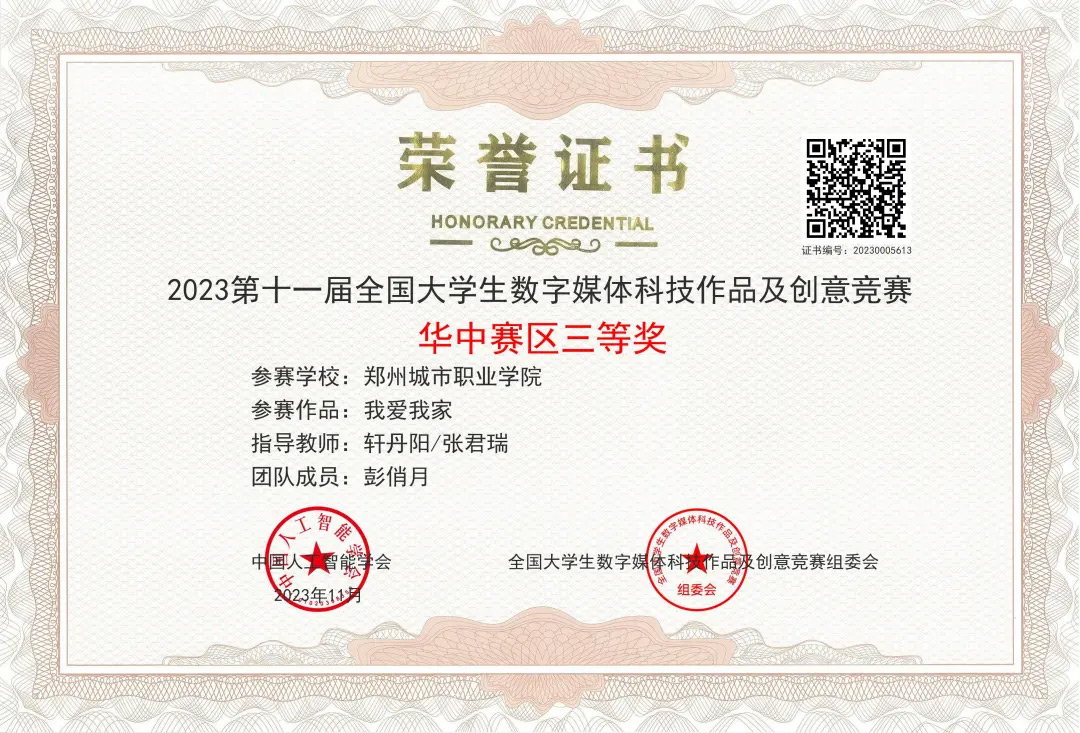 荣誉证书
HONORARY CREDENTIAL
证书编号：20230005613
2023第十一届全国大学生数字媒体科技作品及创意竞赛
华中赛区三等奖
参赛学校：郑州城市职业学院
参赛作品：我爱我家
指导教师：轩丹阳/张君瑞
团队成员：彭俏月
中国人工智能学会
中国人工智能学会
2023年11月
全国大学生数字媒体科技作品及创意竞赛组委会
全国大学生数字媒体科技作品及创意竞赛
组委会